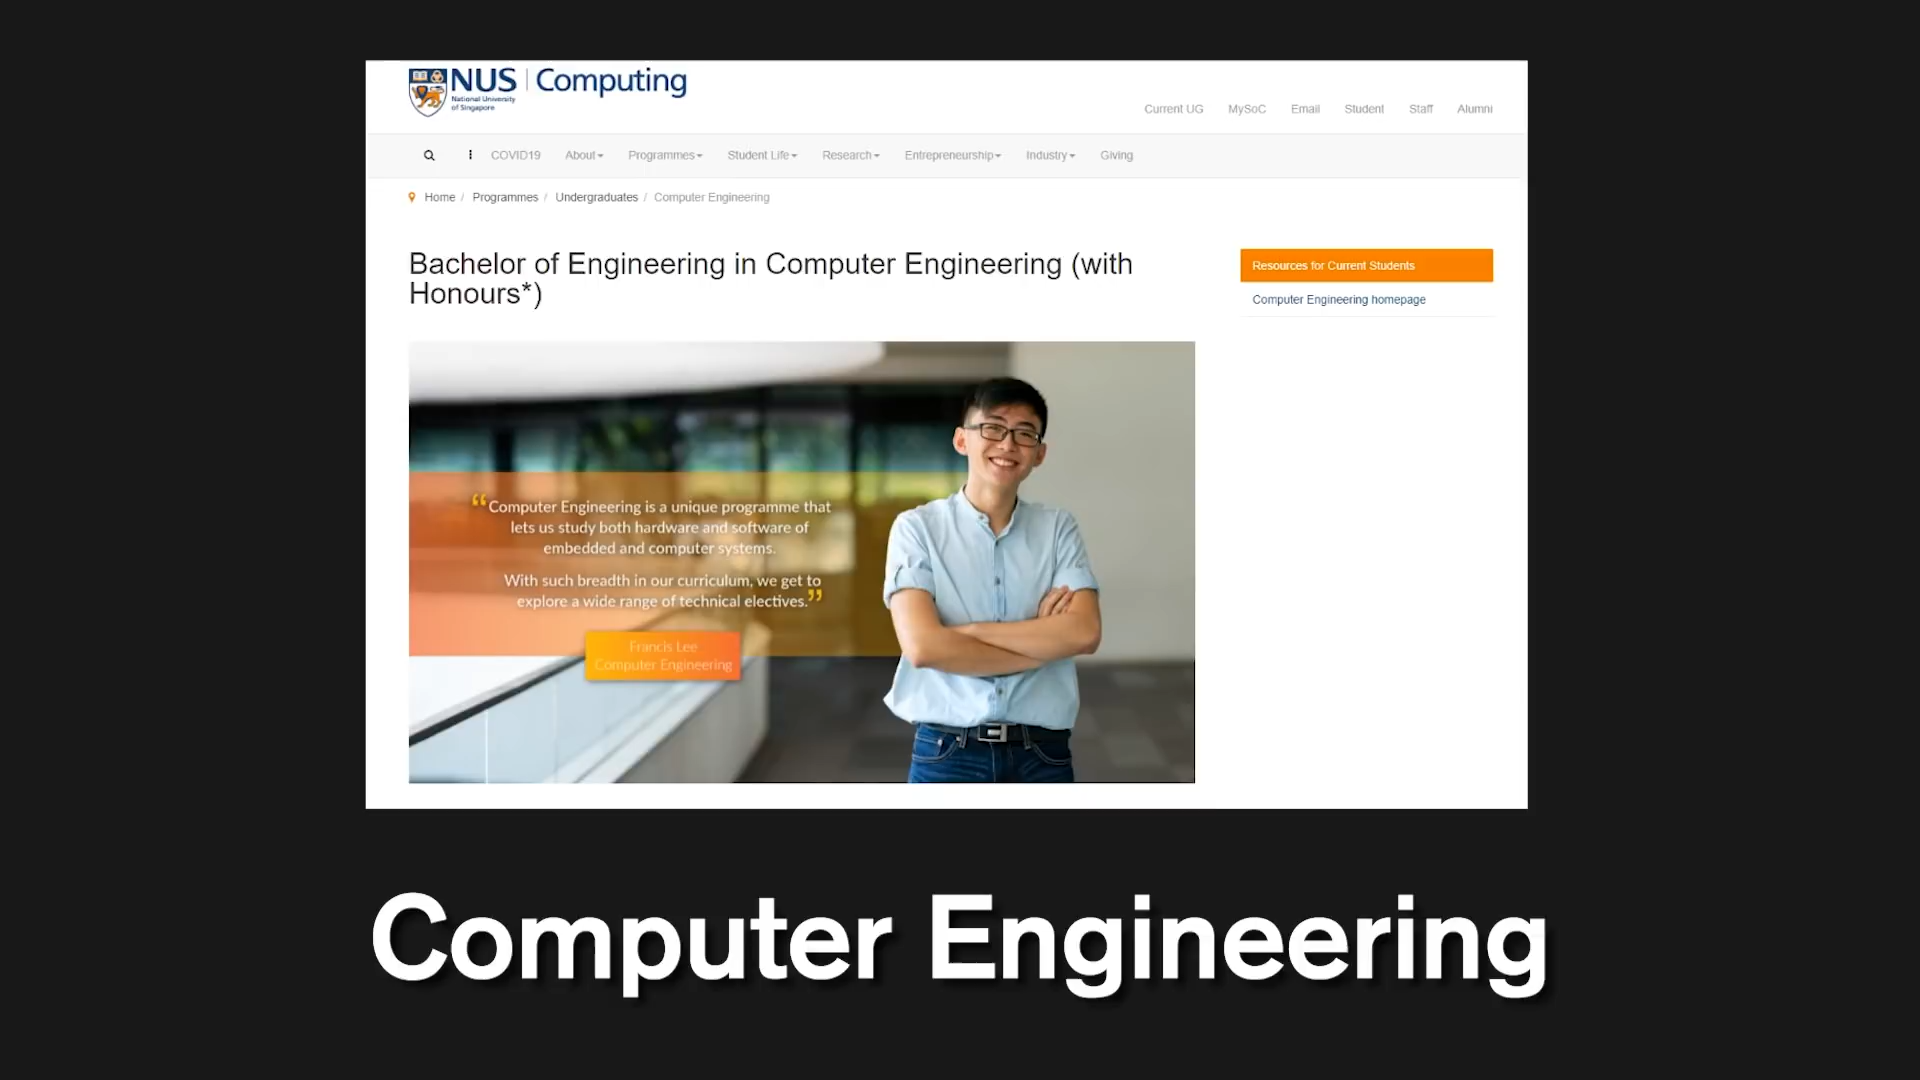 NUS | Computing
National University
of Singapore
Current UG MySoC Email Student Staff Alumni
COVID19 About Programmes Student Life Research Entrepreneurship Industry Giving
Home / Programmes / Undergraduates / Computer Engineering
Bachelor of Engineering in Computer Engineering (with
Honours*)
Resources for Current Students
Computer Engineering homepage
“Computer Engineering is a unique programme that
lets us study both hardware and software of
embedded and computer systems.
With such breadth in our curriculum, we get to
explore a wide range of technical electives.”
Francis Lee
Computer Engineering
Computer Engineering